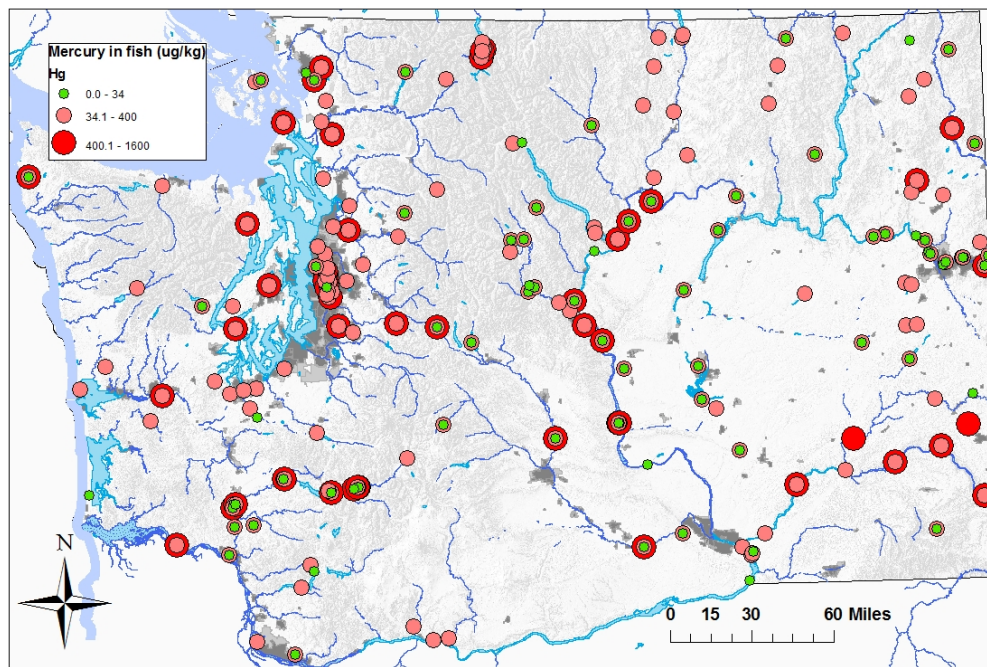 Mercury in fish (ug/kg)
Hg
0.0 - 34
34.1 - 400
400.1 - 1600
N
0 15 30 60 Miles